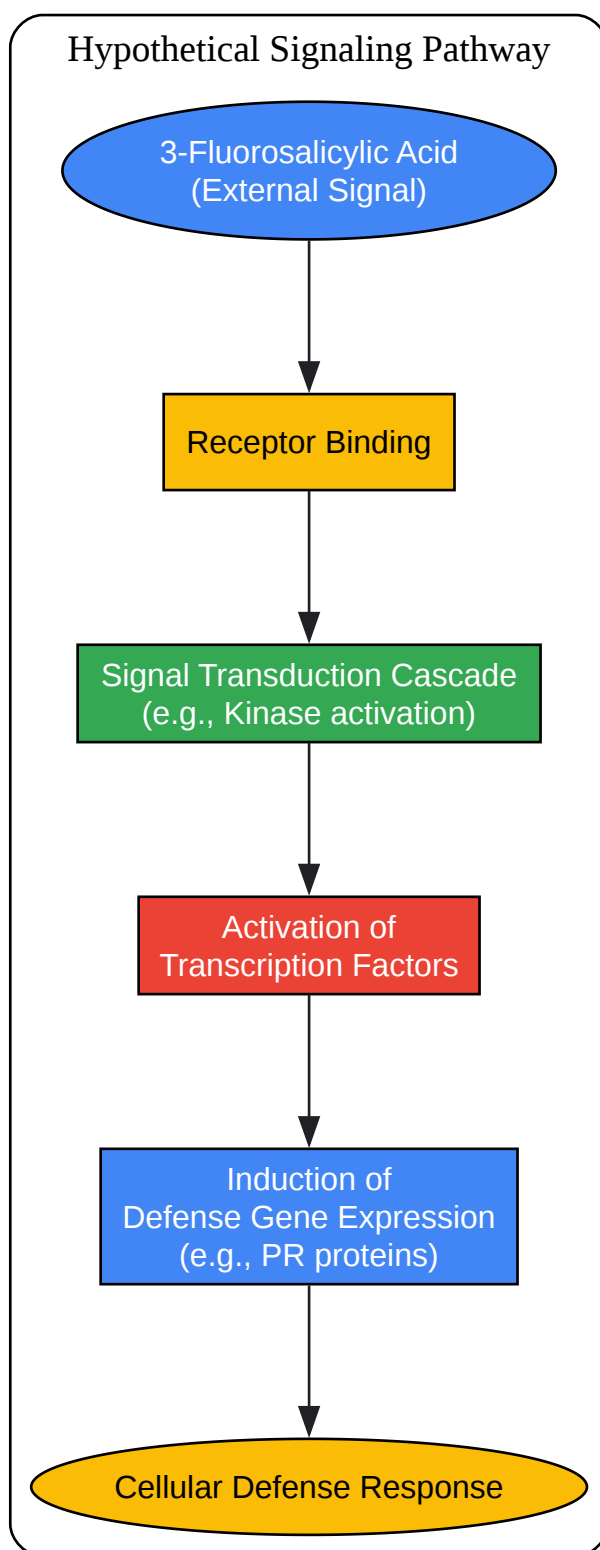 Hypothetical Signaling Pathway
3-Fluorosalicylic Acid
(External Signal)
Receptor Binding
Signal Transduction Cascade
(e.g., Kinase activation)
Activation of
Transcription Factors
Induction of
Defense Gene Expression
(e.g., PR proteins)
Cellular Defense Response